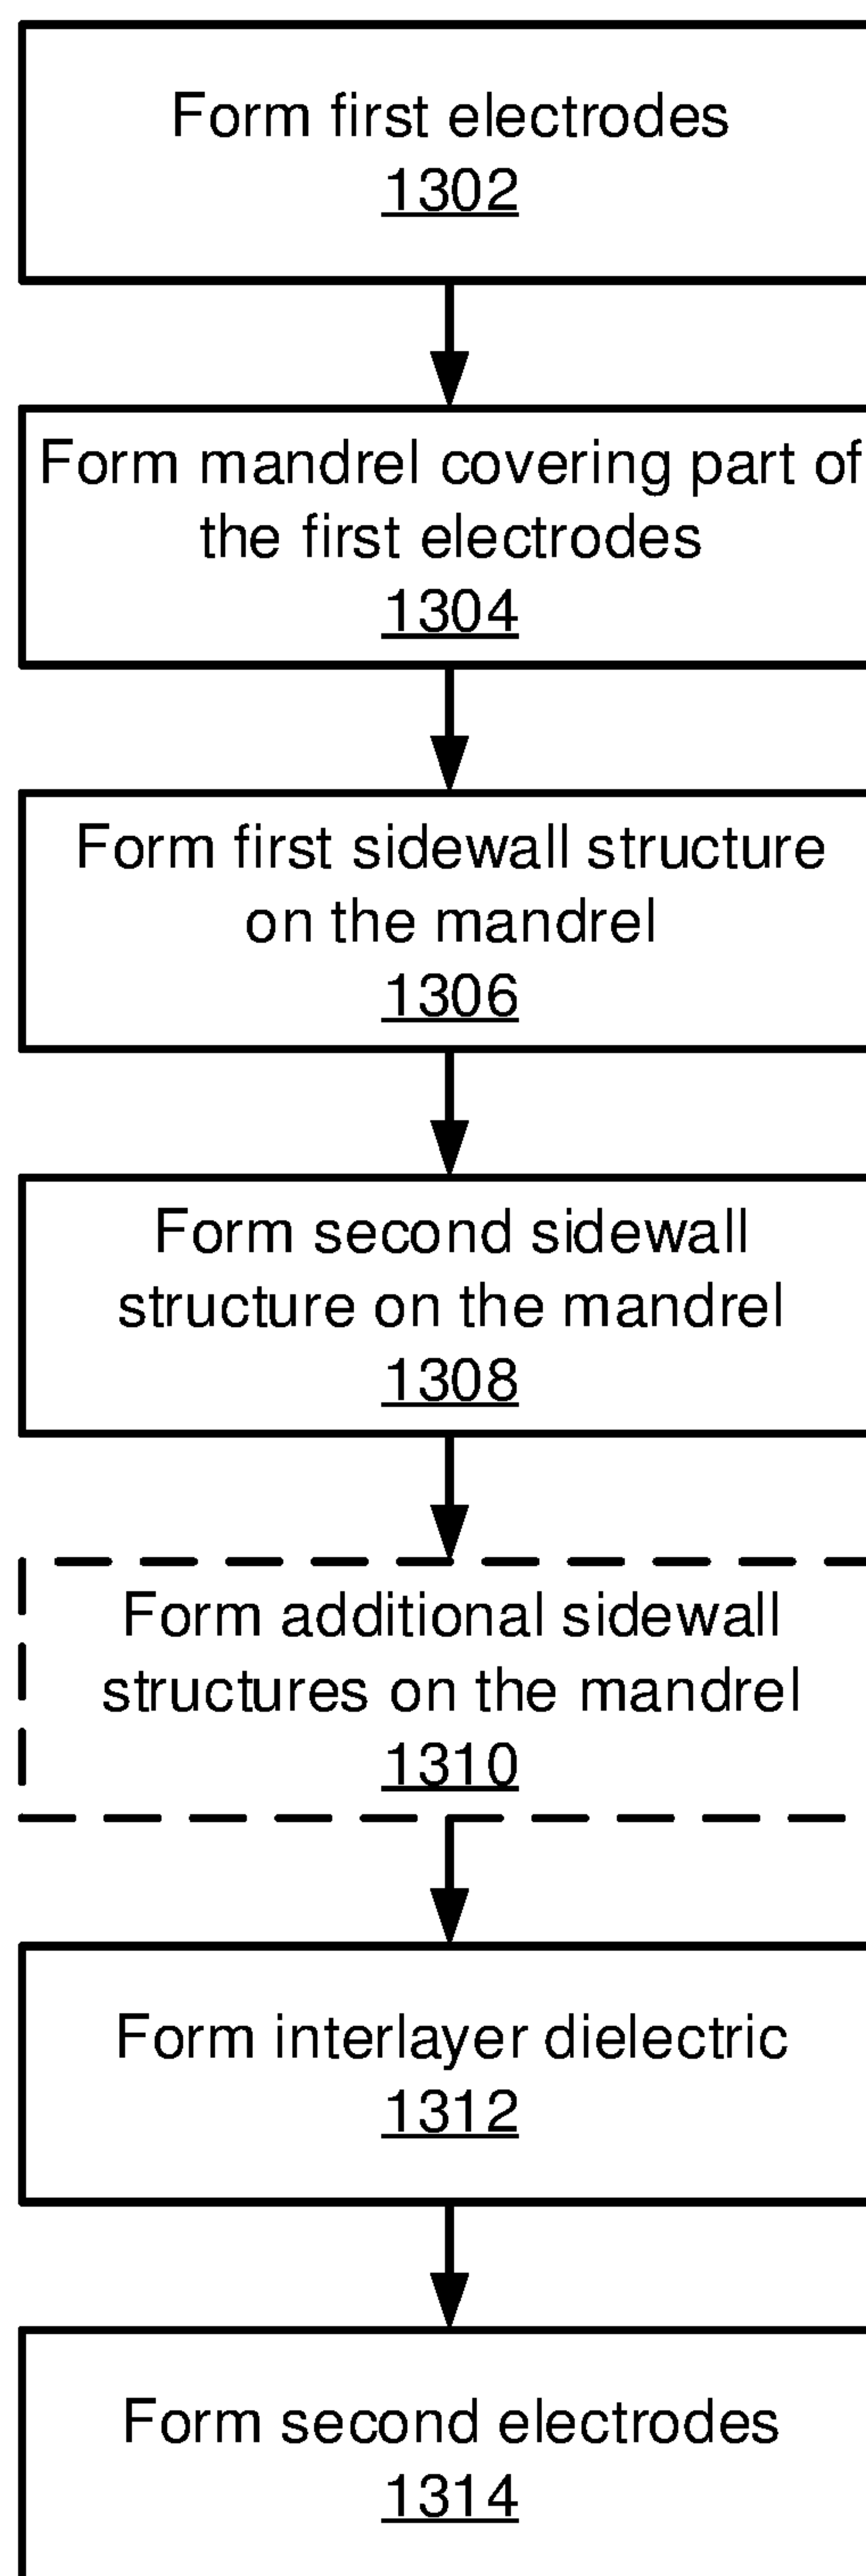 Form first electrodes
1302
Form mandrel covering part of
the first electrodes
1304
Form first sidewall structure
on the mandrel
1306
Form second sidewall
structure on the mandrel
1308
Form additional sidewall
structures on the mandrel
1310
Form interlayer dielectric
1312
Form second electrodes
1314